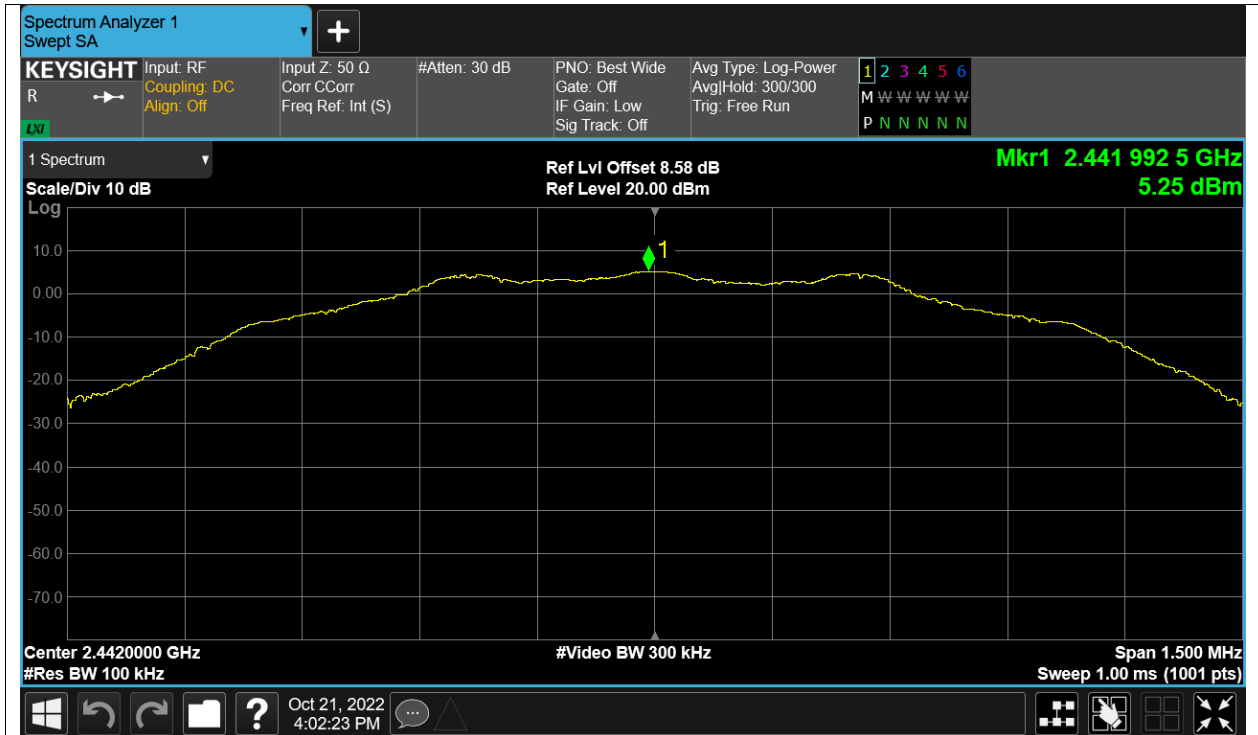 Spectrum Analyzer 1
Swept SA
▼
+
KEYSIGHT
R
LXI
Input: RF
Coupling: DC
Align: Off
Input Z: 50 Ω
Corr CCorr
Freq Ref: Int (S)
#Atten: 30 dB
PNO: Best Wide
Gate: Off
IF Gain: Low
Sig Track: Off
Avg Type: Log-Power
Avg|Hold: 300/300
Trig: Free Run
1 2 3 4 5 6
M W W W W W W
P N N N N N N
1 Spectrum ▼
Scale/Div 10 dB
Log
Ref Lvl Offset 8.58 dB
Ref Level 20.00 dBm
Mkr1 2.441 992 5 GHz
5.25 dBm
1
10.0
0.00
-10.0
-20.0
-30.0
-40.0
-50.0
-60.0
-70.0
Center 2.4420000 GHz
#Res BW 100 kHz
#Video BW 300 kHz
Span 1.500 MHz
Sweep 1.00 ms (1001 pts)
?
Oct 21, 2022
4:02:23 PM